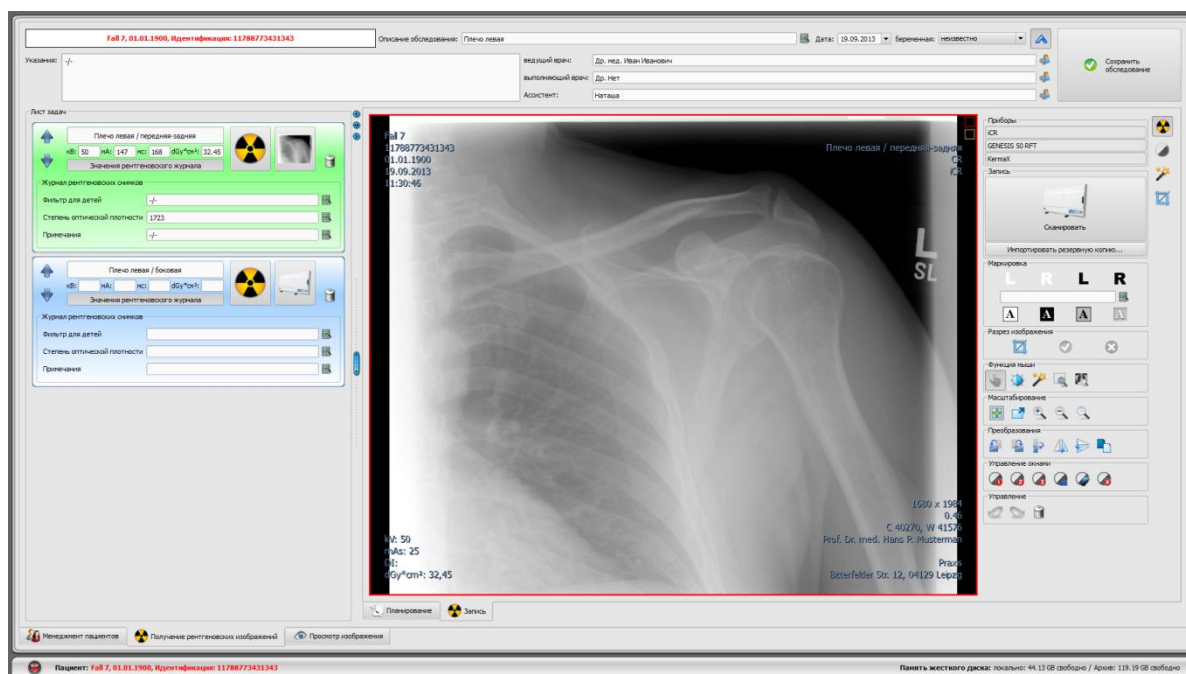 Fall 7, 01.01.1900, Идентификация: 11788773431343
Описание обследования: Плечо левая
Дата: 19.09.2013
беременная: неизвестно
Сохранить обследование
Указания: -/-
ведущий врач: Др. мед. Иван Иванович
выполняющий врач: Др. Нет
Ассистент: Наташа
Лист задач
Плечо левая / передняя-задняя
кВ: 50 мА: 147 мс: 168 dGy*cm²: 32,45
Значения рентгеновского журнала
Журнал рентгеновских снимков
Фильтр для детей -/-
Степень оптической плотности 1723
Примечания -/-
Плечо левая / боковая
кВ: мА: мс: dGy*cm²:
Значения рентгеновского журнала
Журнал рентгеновских снимков
Фильтр для детей
Степень оптической плотности
Примечания
Fall 7
11788773431343
01.01.1900
19.09.2013
11:30:46
Плечо левая / передняя-задняя
CR
iCR
L
SL
1680 x 1984
0.46
C 40270, W 41576
Prof. Dr. med. Hans P. Musterman
Praxis
Bitterfelder Str. 12, 04129 Leipzig
kV: 50
mAs: 25
DI:
dGy*cm²: 32,45
Приборы
iCR
GENESIS 50 RFT
KermaX
Запись
Сканировать
Импортировать резервную копию...
Маркировка
L R L R
A A A A
Разрез изображения
Функция мыши
Масштабирование
Преобразования
Управление окнами
Управление
Планирование
Запись
Менеджмент пациентов
Получение рентгеновских изображений
Просмотр изображения
Пациент: Fall 7, 01.01.1900, Идентификация: 11788773431343
Память жесткого диска: локально: 44.13 GB свободно / Архив: 119.19 GB свободно